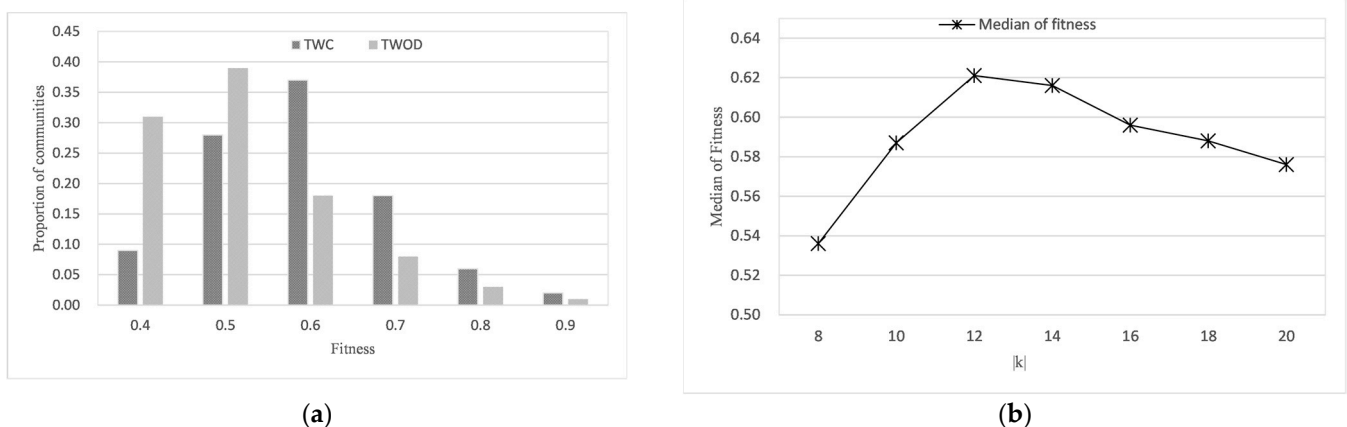 TWC TWOD
Proportion of communities
0.45
0.40
0.35
0.30
0.25
0.20
0.15
0.10
0.05
0.00
0.4 0.5 0.6 0.7 0.8 0.9
Fitness
(a)
Median of fitness
Median of Fitness
0.64
0.62
0.60
0.58
0.56
0.54
0.52
0.50
8 10 12 14 16 18 20
|k|
(b)